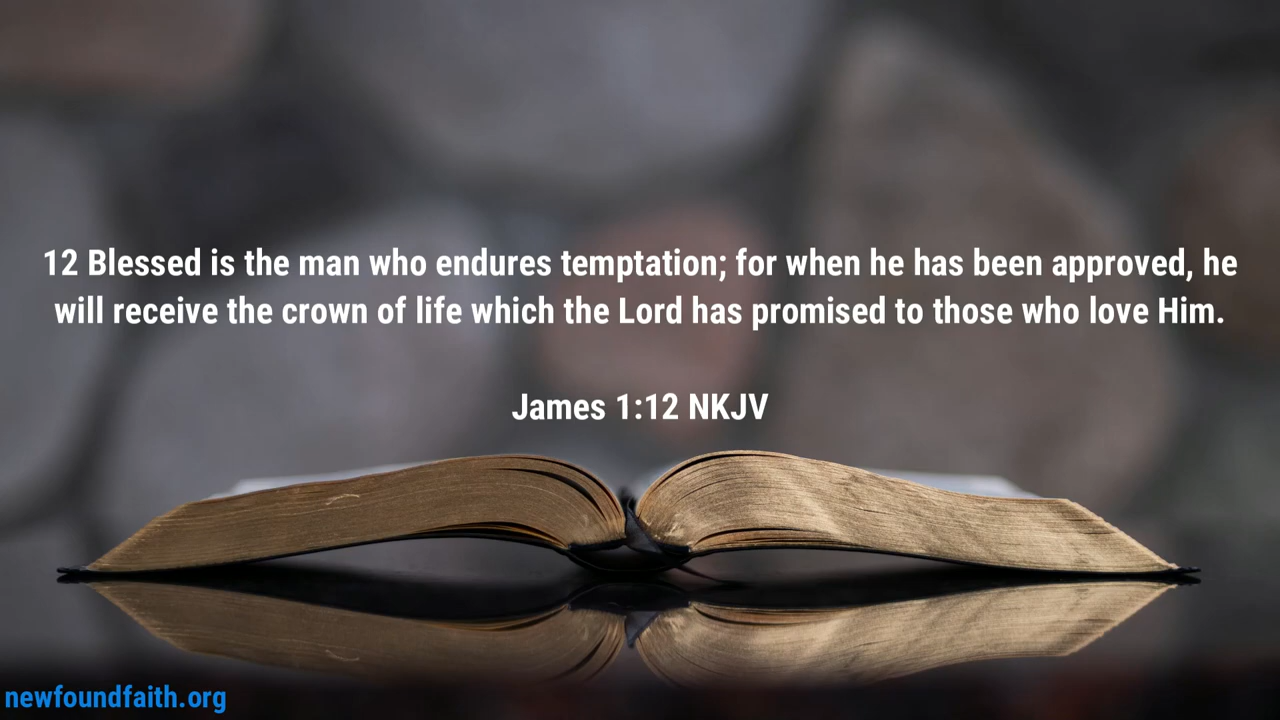 12 Blessed is the man who endures temptation; for when he has been approved, he
will receive the crown of life which the Lord has promised to those who love Him.
James 1:12 NKJV
newfoundfaith.org